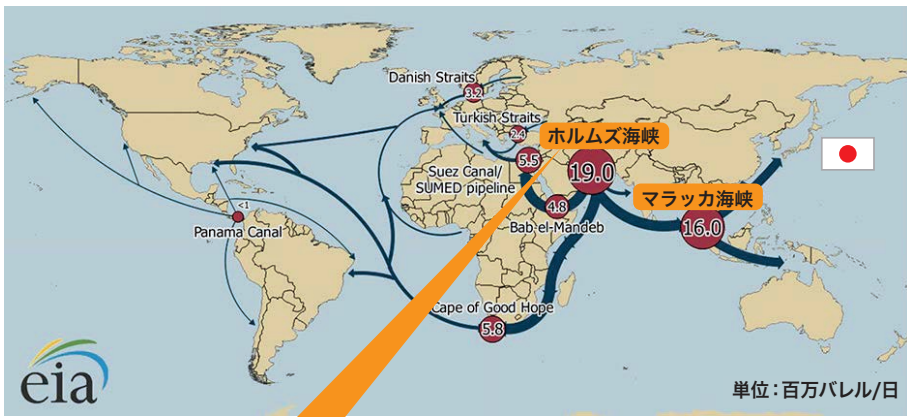 Danish Straits
3.2
Turkish Straits
2.4
ホルムズ海峡
5.5
19.0
Suez Canal/
SUMED pipeline
マラッカ海峡
4.8
<1
16.0
Bab el-Mandeb
Panama Canal
Cape of Good Hope
5.8
eia
単位：百万バレル/日